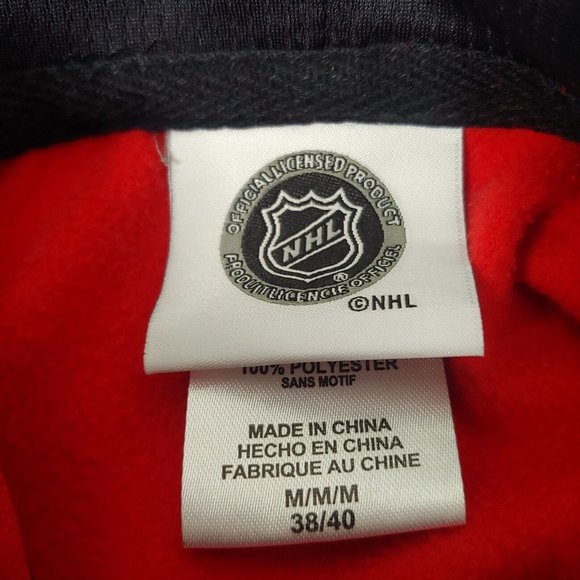 OFFICIAL LICENSED PRODUCT
NHL
®
PRODUIT LICENCIE OFFICIEL
©NHL
100% POLYESTER
SANS MOTIF
MADE IN CHINA
HECHO EN CHINA
FABRIQUE AU CHINE
M/M/M
38/40